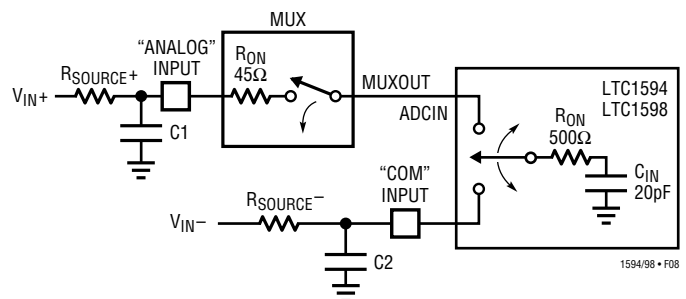 MUX
"ANALOG"
INPUT
RON
45Ω
RSOURCE+
VIN+
C1
MUXOUT
ADCIN
LTC1594
LTC1598
RON
500Ω
CIN
20pF
"COM"
INPUT
RSOURCE–
VIN–
C2
1594/98 • F08